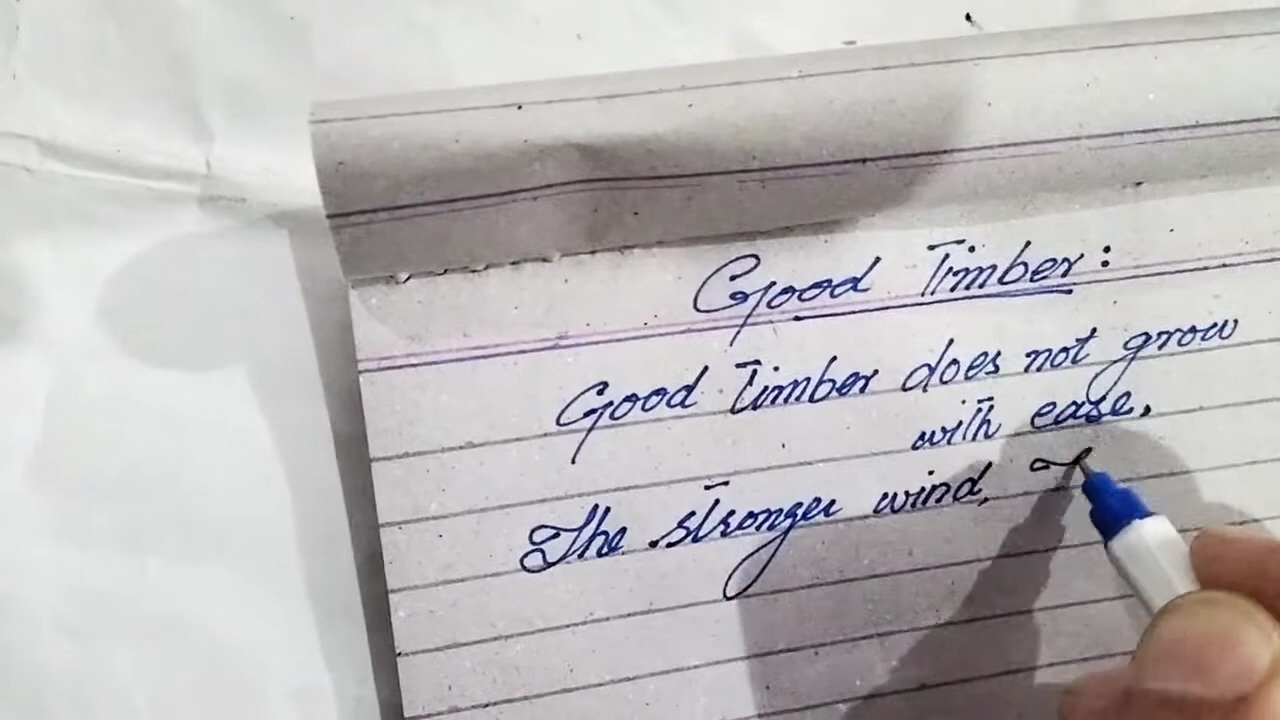 Good Timber:
Good Timber does not grow
with ease.
The stronger wind,